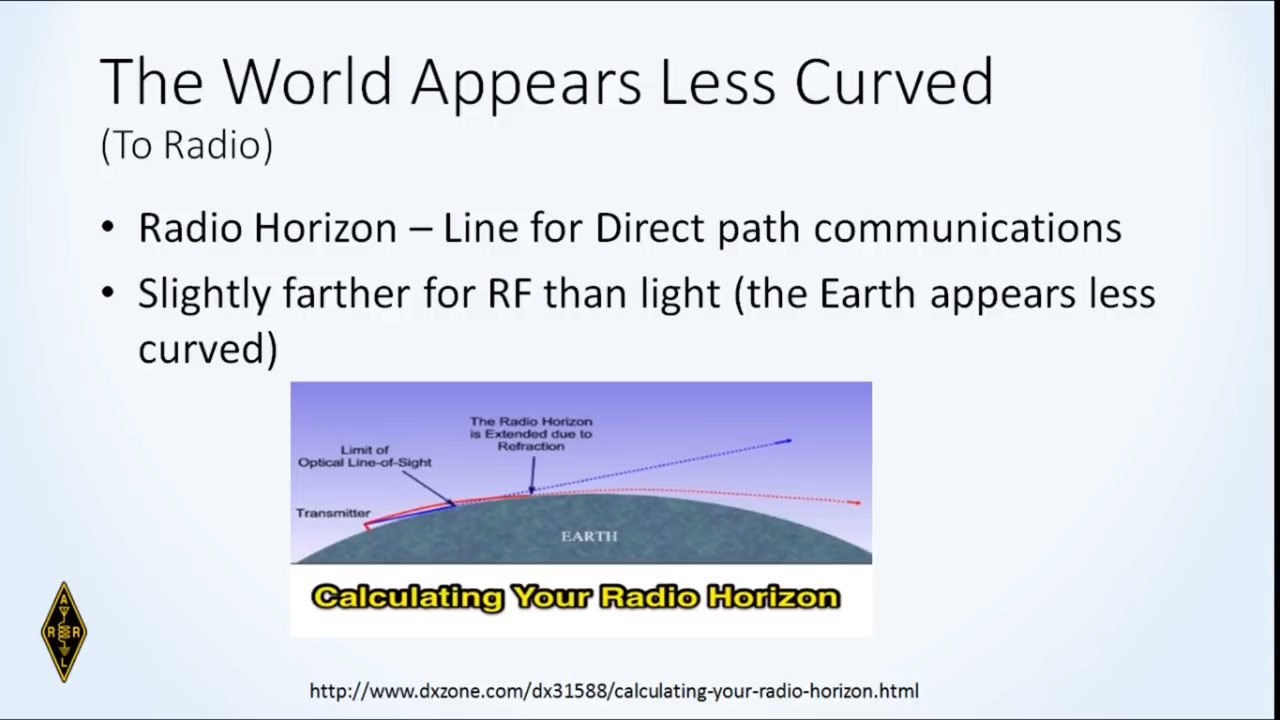 The World Appears Less Curved
(To Radio)
• Radio Horizon – Line for Direct path communications
• Slightly farther for RF than light (the Earth appears less
curved)
The Radio Horizon
is Extended due to
Refraction
Limit of
Optical Line-of-Sight
Transmitter
EARTH
Calculating Your Radio Horizon
A
R R
L
http://www.dxzone.com/dx31588/calculating-your-radio-horizon.html